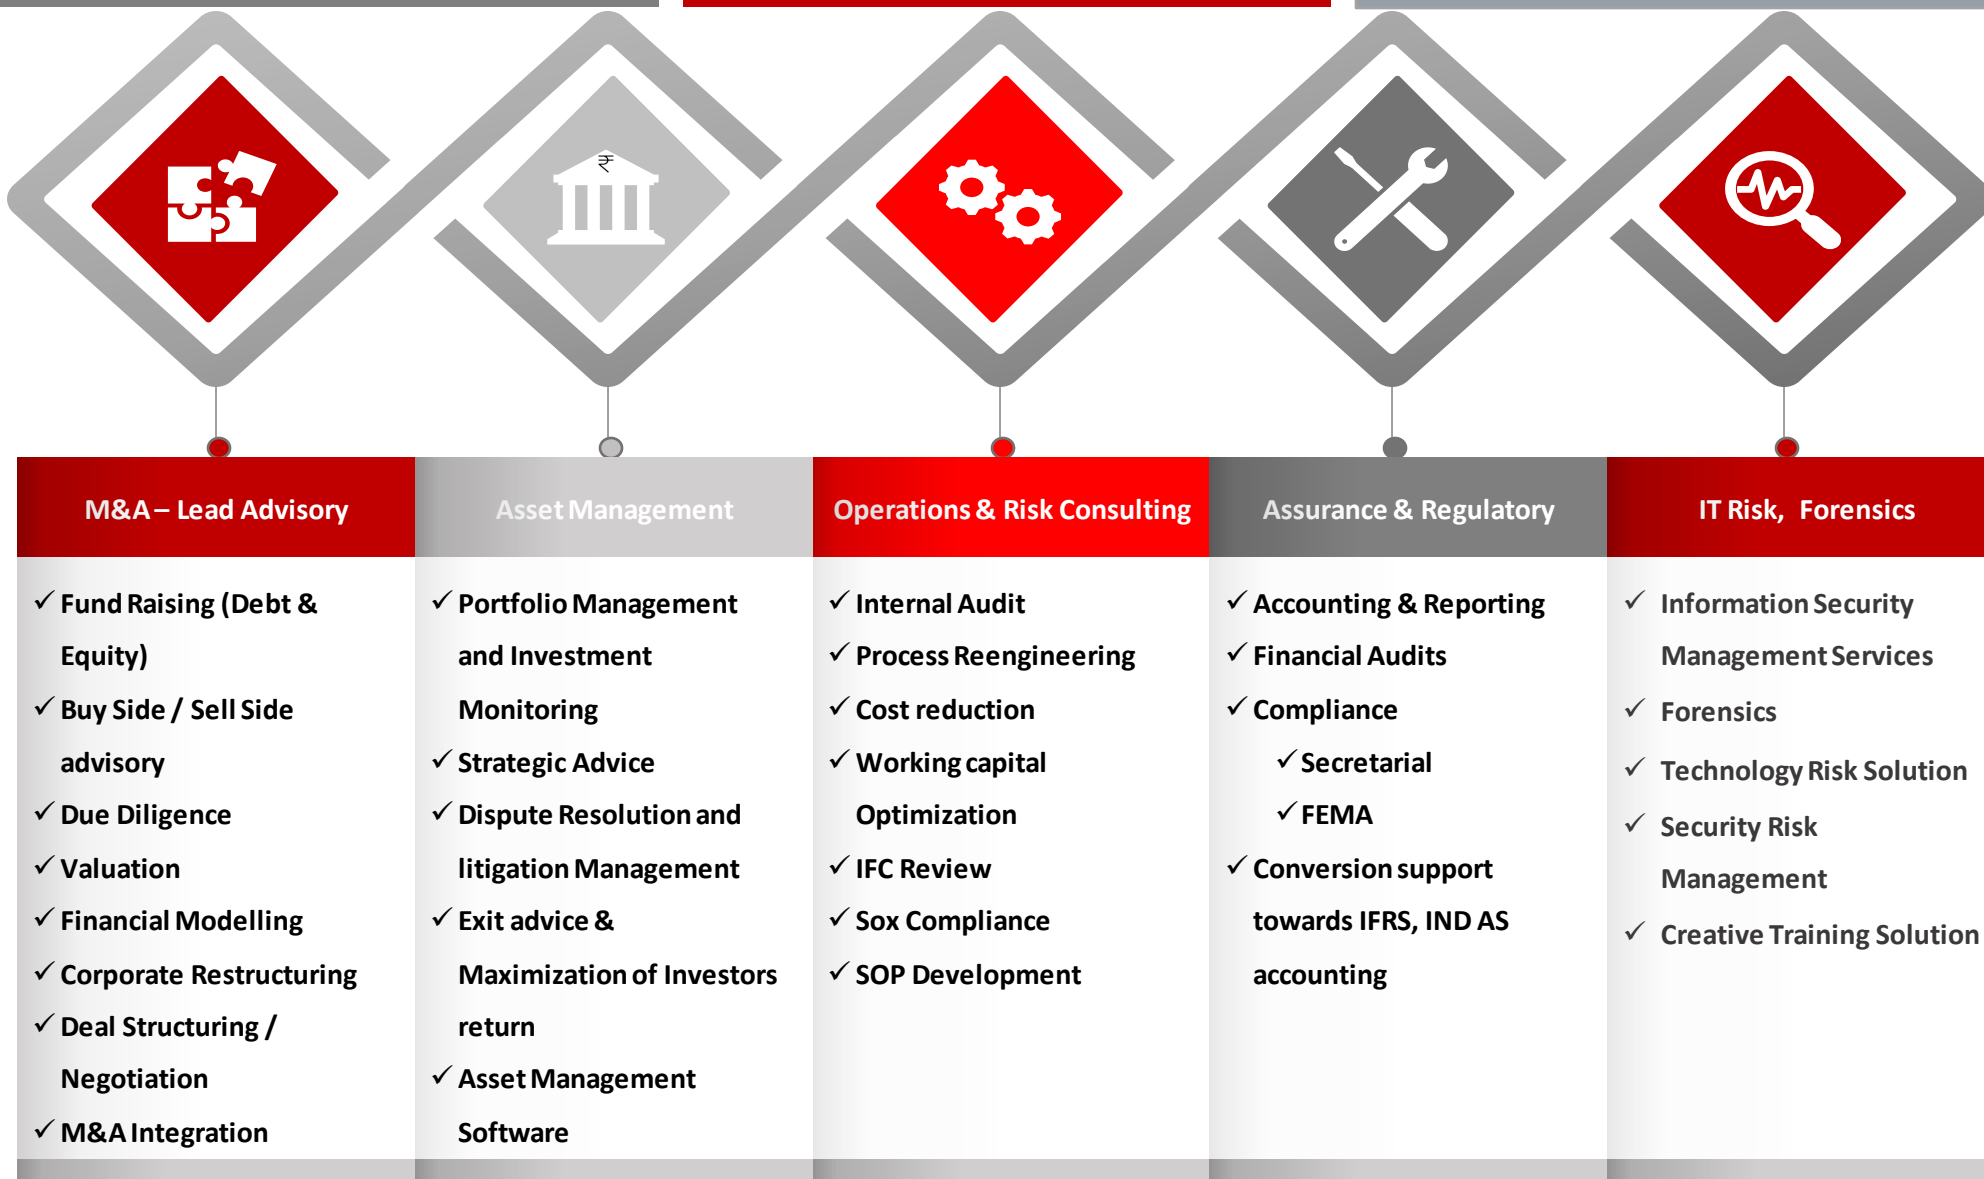 ₹
M&A – Lead Advisory
✓ Fund Raising (Debt &
Equity)
✓ Buy Side / Sell Side
advisory
✓ Due Diligence
✓ Valuation
✓ Financial Modelling
✓ Corporate Restructuring
✓ Deal Structuring /
Negotiation
✓ M&A Integration
Asset Management
✓ Portfolio Management
and Investment
Monitoring
✓ Strategic Advice
✓ Dispute Resolution and
litigation Management
✓ Exit advice &
Maximization of Investors
return
✓ Asset Management
Software
Operations & Risk Consulting
✓ Internal Audit
✓ Process Reengineering
✓ Cost reduction
✓ Working capital
Optimization
✓ IFC Review
✓ Sox Compliance
✓ SOP Development
Assurance & Regulatory
✓ Accounting & Reporting
✓ Financial Audits
✓ Compliance
✓ Secretarial
✓ FEMA
✓ Conversion support
towards IFRS, IND AS
accounting
IT Risk, Forensics
✓ Information Security
Management Services
✓ Forensics
✓ Technology Risk Solution
✓ Security Risk
Management
✓ Creative Training Solution